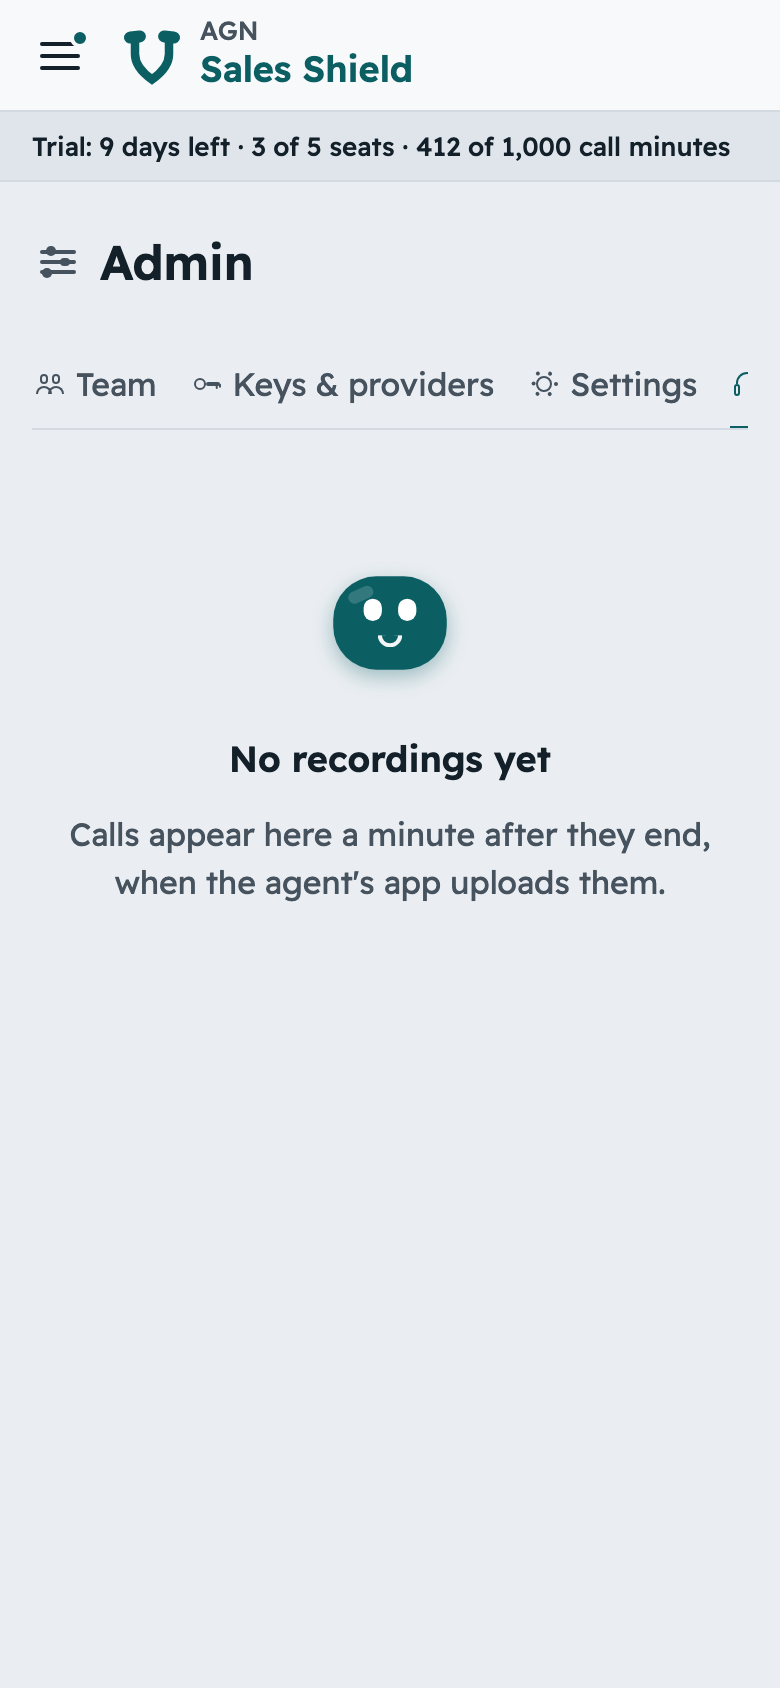 AGN
Sales Shield
Trial: 9 days left · 3 of 5 seats · 412 of 1,000 call minutes
Admin
Team
Keys & providers
Settings
No recordings yet
Calls appear here a minute after they end,
when the agent's app uploads them.